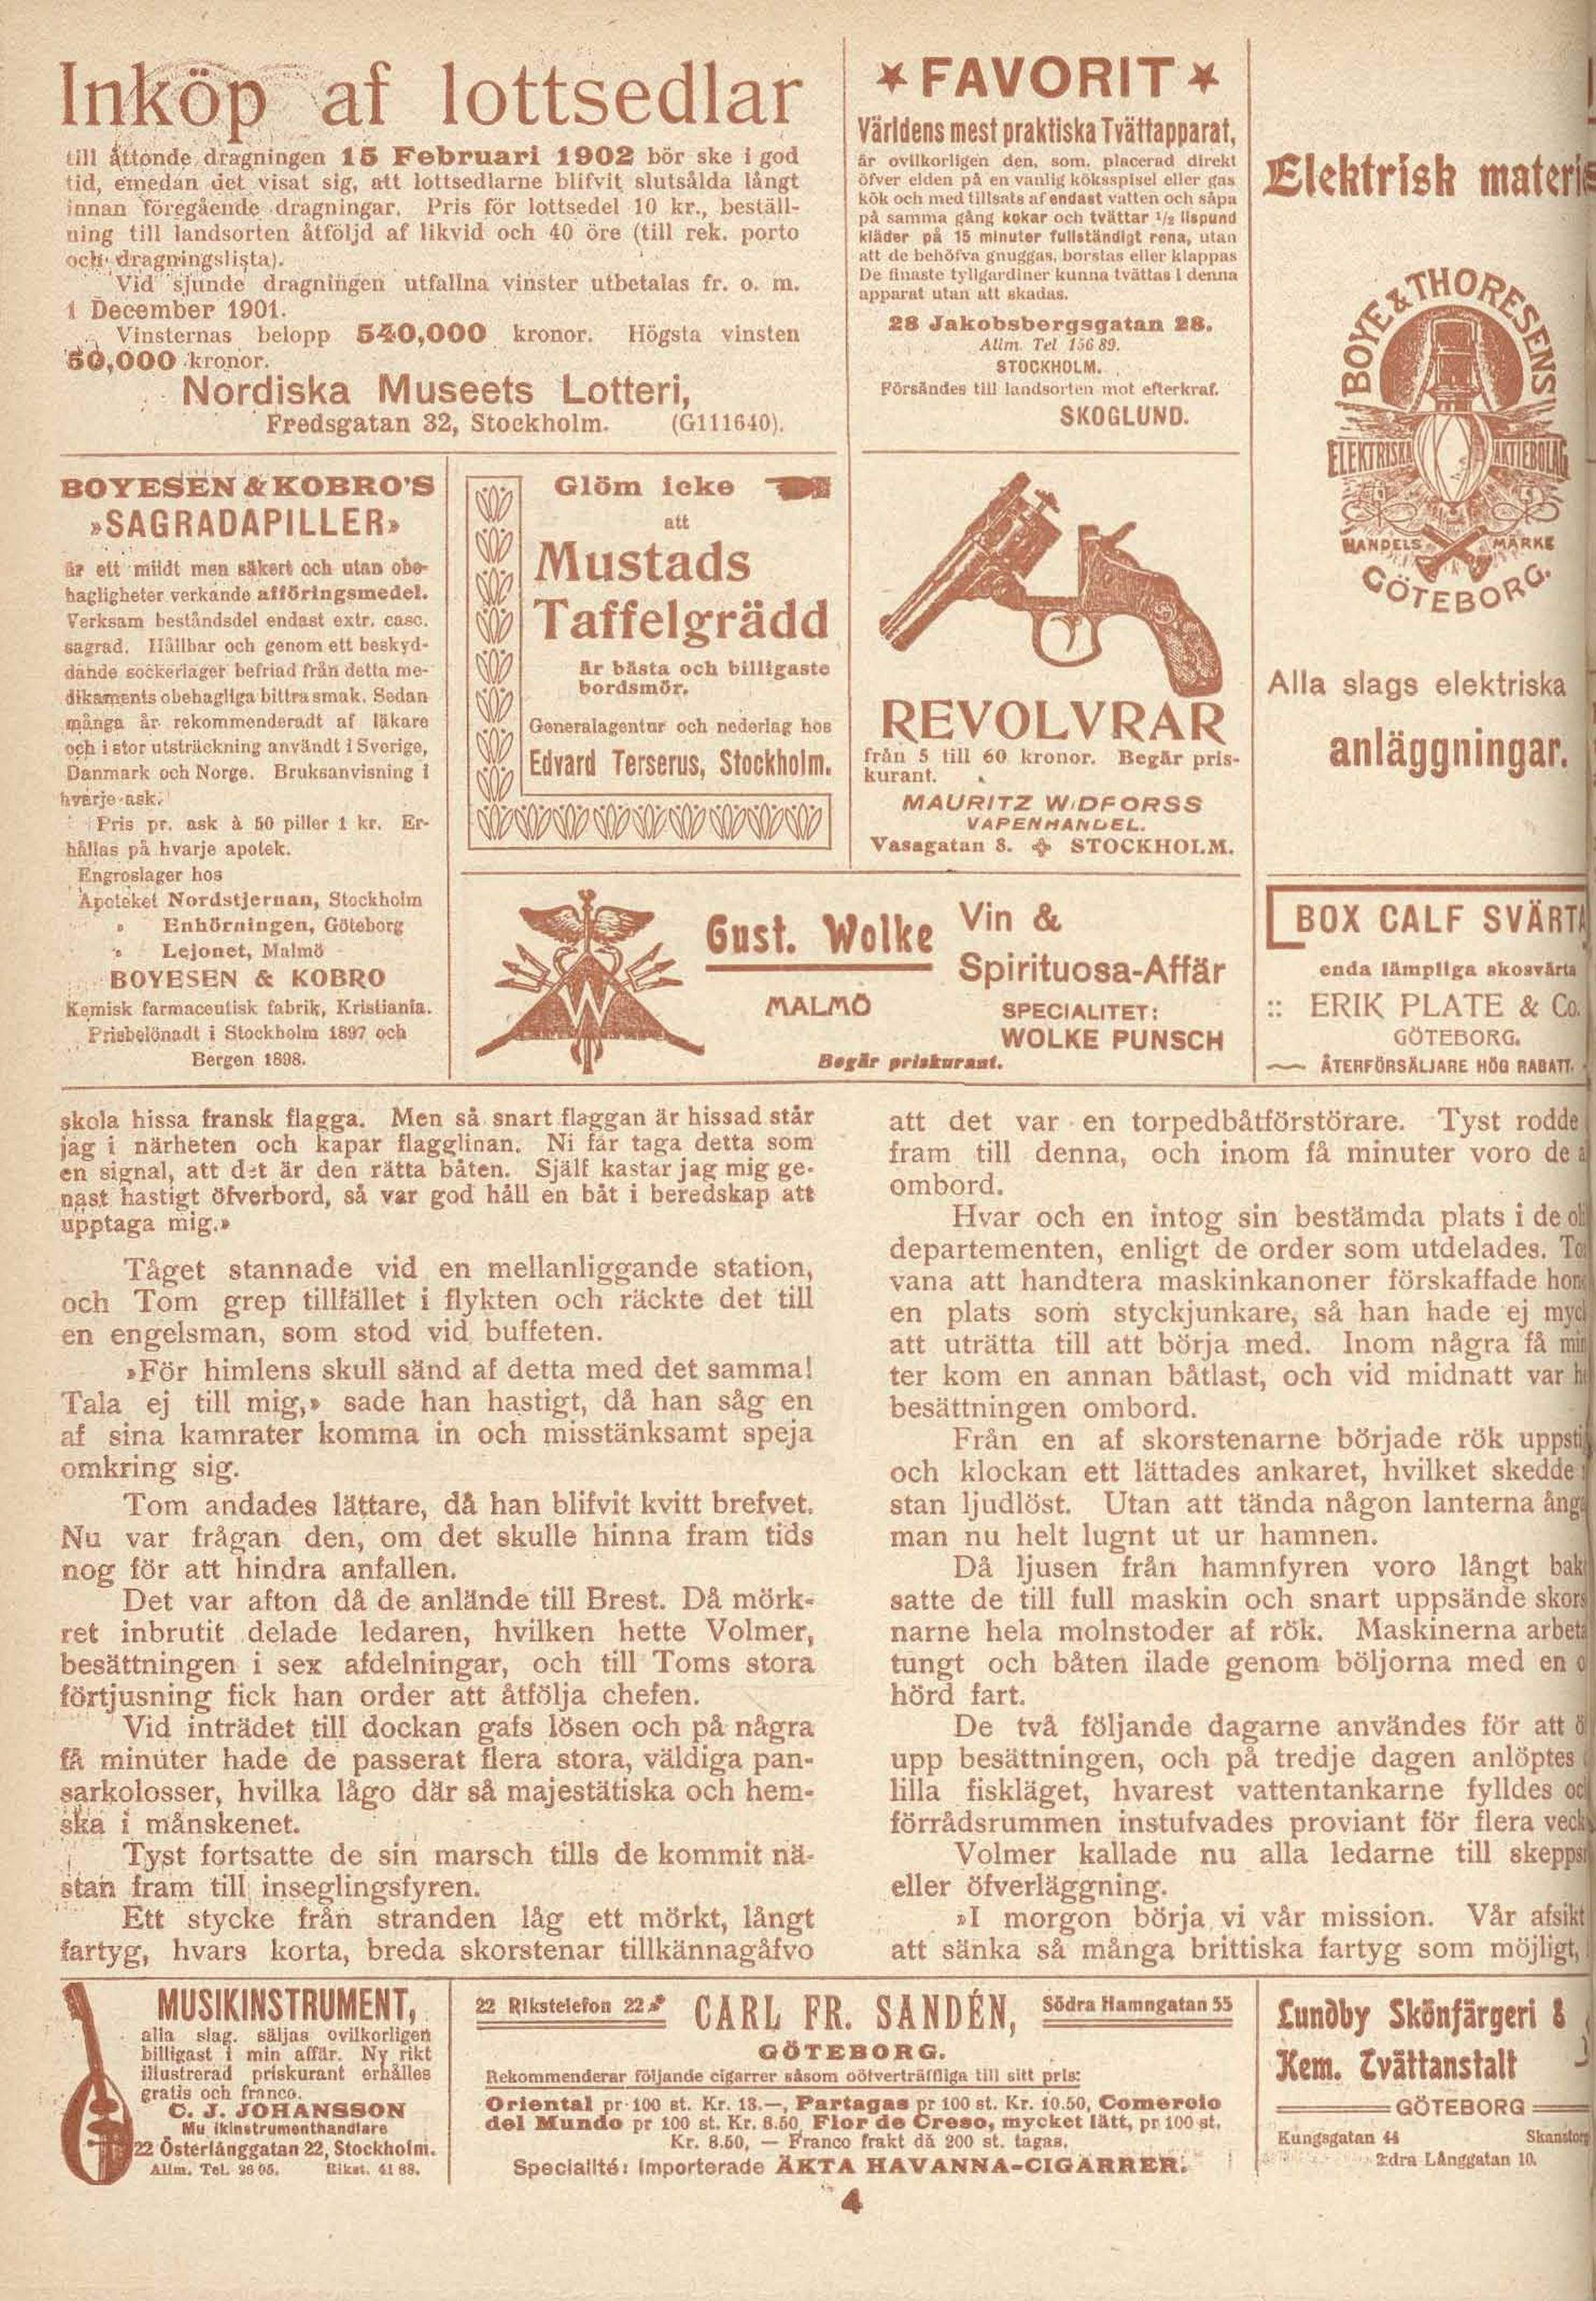 Inköp af lottsedlar
till åttonde dragningen 15 Februari 1902 bör ske i god
tid, emedan det visat sig, att lottsedlarne blifvit slutsålda långt
innan föregående dragningar. Pris för lottsedel 10 kr., beställ-
ning till landsorten åtföljd af likvid och 40 öre (till rek. porto
och dragningslista).
Vid sjunde dragningen utfallna vinster utbetalas fr. o. m.
1 December 1901.
Vinsternas belopp 540,000 kronor. Högsta vinsten
50,000 kronor.
Nordiska Museets Lotteri,
Fredsgatan 32, Stockholm. (G111640).
FAVORIT
Världens mest praktiska Tvättapparat,
är ovilkorligen den, som, placerad direkt
öfver elden på en vanlig köksspisel eller gas
kök och med tillsats af endast vatten och såpa
på samma gång kokar och tvättar 1/2 lispund
kläder på 15 minuter fullständigt rena, utan
att de behöfva gnuggas, borstas eller klappas
De finaste tyllgardiner kunna tvättas i denna
apparat utan att skadas.
28 Jakobsbergsgatan 28.
Allm. Tel 156 89.
STOCKHOLM.
Försändes till landsorten mot efterkraf.
SKOGLUND.
Elektrisk materi
BOYE & THORESENS
ELEKTRISKA AKTIEBOLAG
HANDELS MÄRKE
GÖTEBORG.
Alla slags elektriska
anläggningar.
BOYESEN & KOBRO'S
»SAGRADAPILLER»
är ett mildt men säkert och utan obe-
hagligheter verkande afföringsmedel.
Verksam beståndsdel endast extr. casc.
sagrad. Hållbar och genom ett beskyd-
dande sockerlager befriad från detta me-
dikaments obehagliga bittra smak. Sedan
många år rekommenderadt af läkare
och i stor utsträckning användt i Sverige,
Danmark och Norge. Bruksanvisning i
hvarje ask.
Pris pr. ask à 50 piller 1 kr. Er-
hållas på hvarje apotek.
Engroslager hos
Apoteket Nordstjernan, Stockholm
» Enhörningen, Göteborg
» Lejonet, Malmö
BOYESEN & KOBRO
Kemisk farmaceutisk fabrik, Kristiania.
Prisbelönadt i Stockholm 1897 och
Bergen 1898.
Glöm icke
att
Mustads
Taffelgrädd
är bästa och billigaste
bordsmör.
Generalagentur och nederlag hos
Edvard Terserus, Stockholm.
REVOLVRAR
från 5 till 60 kronor. Begär pris-
kurant.
MAURITZ WIDFORSS
VAPENHANDEL.
Vasagatan 8. STOCKHOLM.
W
Gust. Wolke
MALMÖ
Vin &
Spirituosa-Affär
SPECIALITET:
WOLKE PUNSCH
Begär priskurant.
BOX CALF SVÄRT
enda lämpliga skosvärta
:: ERIK PLATE & Co.
GÖTEBORG.
ÅTERFÖRSÄLJARE HÖG RABATT.
skola hissa fransk flagga. Men så snart flaggan är hissad står
jag i närheten och kapar flagglinan. Ni får taga detta som
en signal, att det är den rätta båten. Själf kastar jag mig ge-
nast hastigt öfverbord, så var god håll en båt i beredskap att
upptaga mig.»
Tåget stannade vid en mellanliggande station,
och Tom grep tillfället i flykten och räckte det till
en engelsman, som stod vid buffeten.
»För himlens skull sänd af detta med det samma!
Tala ej till mig,» sade han hastigt, då han såg en
af sina kamrater komma in och misstänksamt speja
omkring sig.
Tom andades lättare, då han blifvit kvitt brefvet.
Nu var frågan den, om det skulle hinna fram tids
nog för att hindra anfallen.
Det var afton då de anlände till Brest. Då mörk-
ret inbrutit delade ledaren, hvilken hette Volmer,
besättningen i sex afdelningar, och till Toms stora
förtjusning fick han order att åtfölja chefen.
Vid inträdet till dockan gafs lösen och på några
få minuter hade de passerat flera stora, väldiga pan-
sarkolosser, hvilka lågo där så majestätiska och hem-
ska i månskenet.
Tyst fortsatte de sin marsch tills de kommit nä-
stan fram till inseglingsfyren.
Ett stycke från stranden låg ett mörkt, långt
fartyg, hvars korta, breda skorstenar tillkännagåfvo
att det var en torpedbåtförstörare. Tyst rodde
fram till denna, och inom få minuter voro de
ombord.
Hvar och en intog sin bestämda plats i de
departementen, enligt de order som utdelades.
vana att handtera maskinkanoner förskaffade
en plats som styckjunkare, så han hade ej
att uträtta till att börja med. Inom några få
ter kom en annan båtlast, och vid midnatt var
besättningen ombord.
Från en af skorstenarne började rök
och klockan ett lättades ankaret, hvilket skedde
stan ljudlöst. Utan att tända någon lanterna
man nu helt lugnt ut ur hamnen.
Då ljusen från hamnfyren voro långt
satte de till full maskin och snart uppsände
narne hela molnstoder af rök. Maskinerna
tungt och båten ilade genom böljorna med en
hörd fart.
De två följande dagarne användes för att
upp besättningen, och på tredje dagen anlöptes
lilla fiskläget, hvarest vattentankarne fylldes
förrådsrummen instufvades proviant för flera
Volmer kallade nu alla ledarne till
eller öfverläggning.
»I morgon börja vi vår mission. Vår afsikt
att sänka så många brittiska fartyg som möjligt,
MUSIKINSTRUMENT,
alla slag, säljas ovilkorligen
billigast i min affär. Ny rikt
illustrerad priskurant erhålles
gratis och franco.
C. J. JOHANSSON
Mu ikinstrumenthandlare
22 Österlånggatan 22, Stockholm.
Allm. Tel. 26 05. Rikst. 41 88.
22 Rikstelefon 22 CARL FR. SANDÉN, Södra Hamngatan 55
GÖTEBORG.
Rekommenderar följande cigarrer såsom oöfverträffliga till sitt pris:
Oriental pr 100 st. Kr. 13.—, Partagas pr 100 st. Kr. 10.50, Comercio
del Mundo pr 100 st. Kr. 8.50, Flor de Creso, mycket lätt, pr 100 st.
Kr. 8.50, — Franco frakt då 200 st. tagas.
Specialité: Importerade ÄKTA HAVANNA-CIGARRER.
Lundby Skönfärgeri &
Kem. Tvättanstalt
GÖTEBORG
Kungsgatan 44
2:dra Långgatan 10.
4